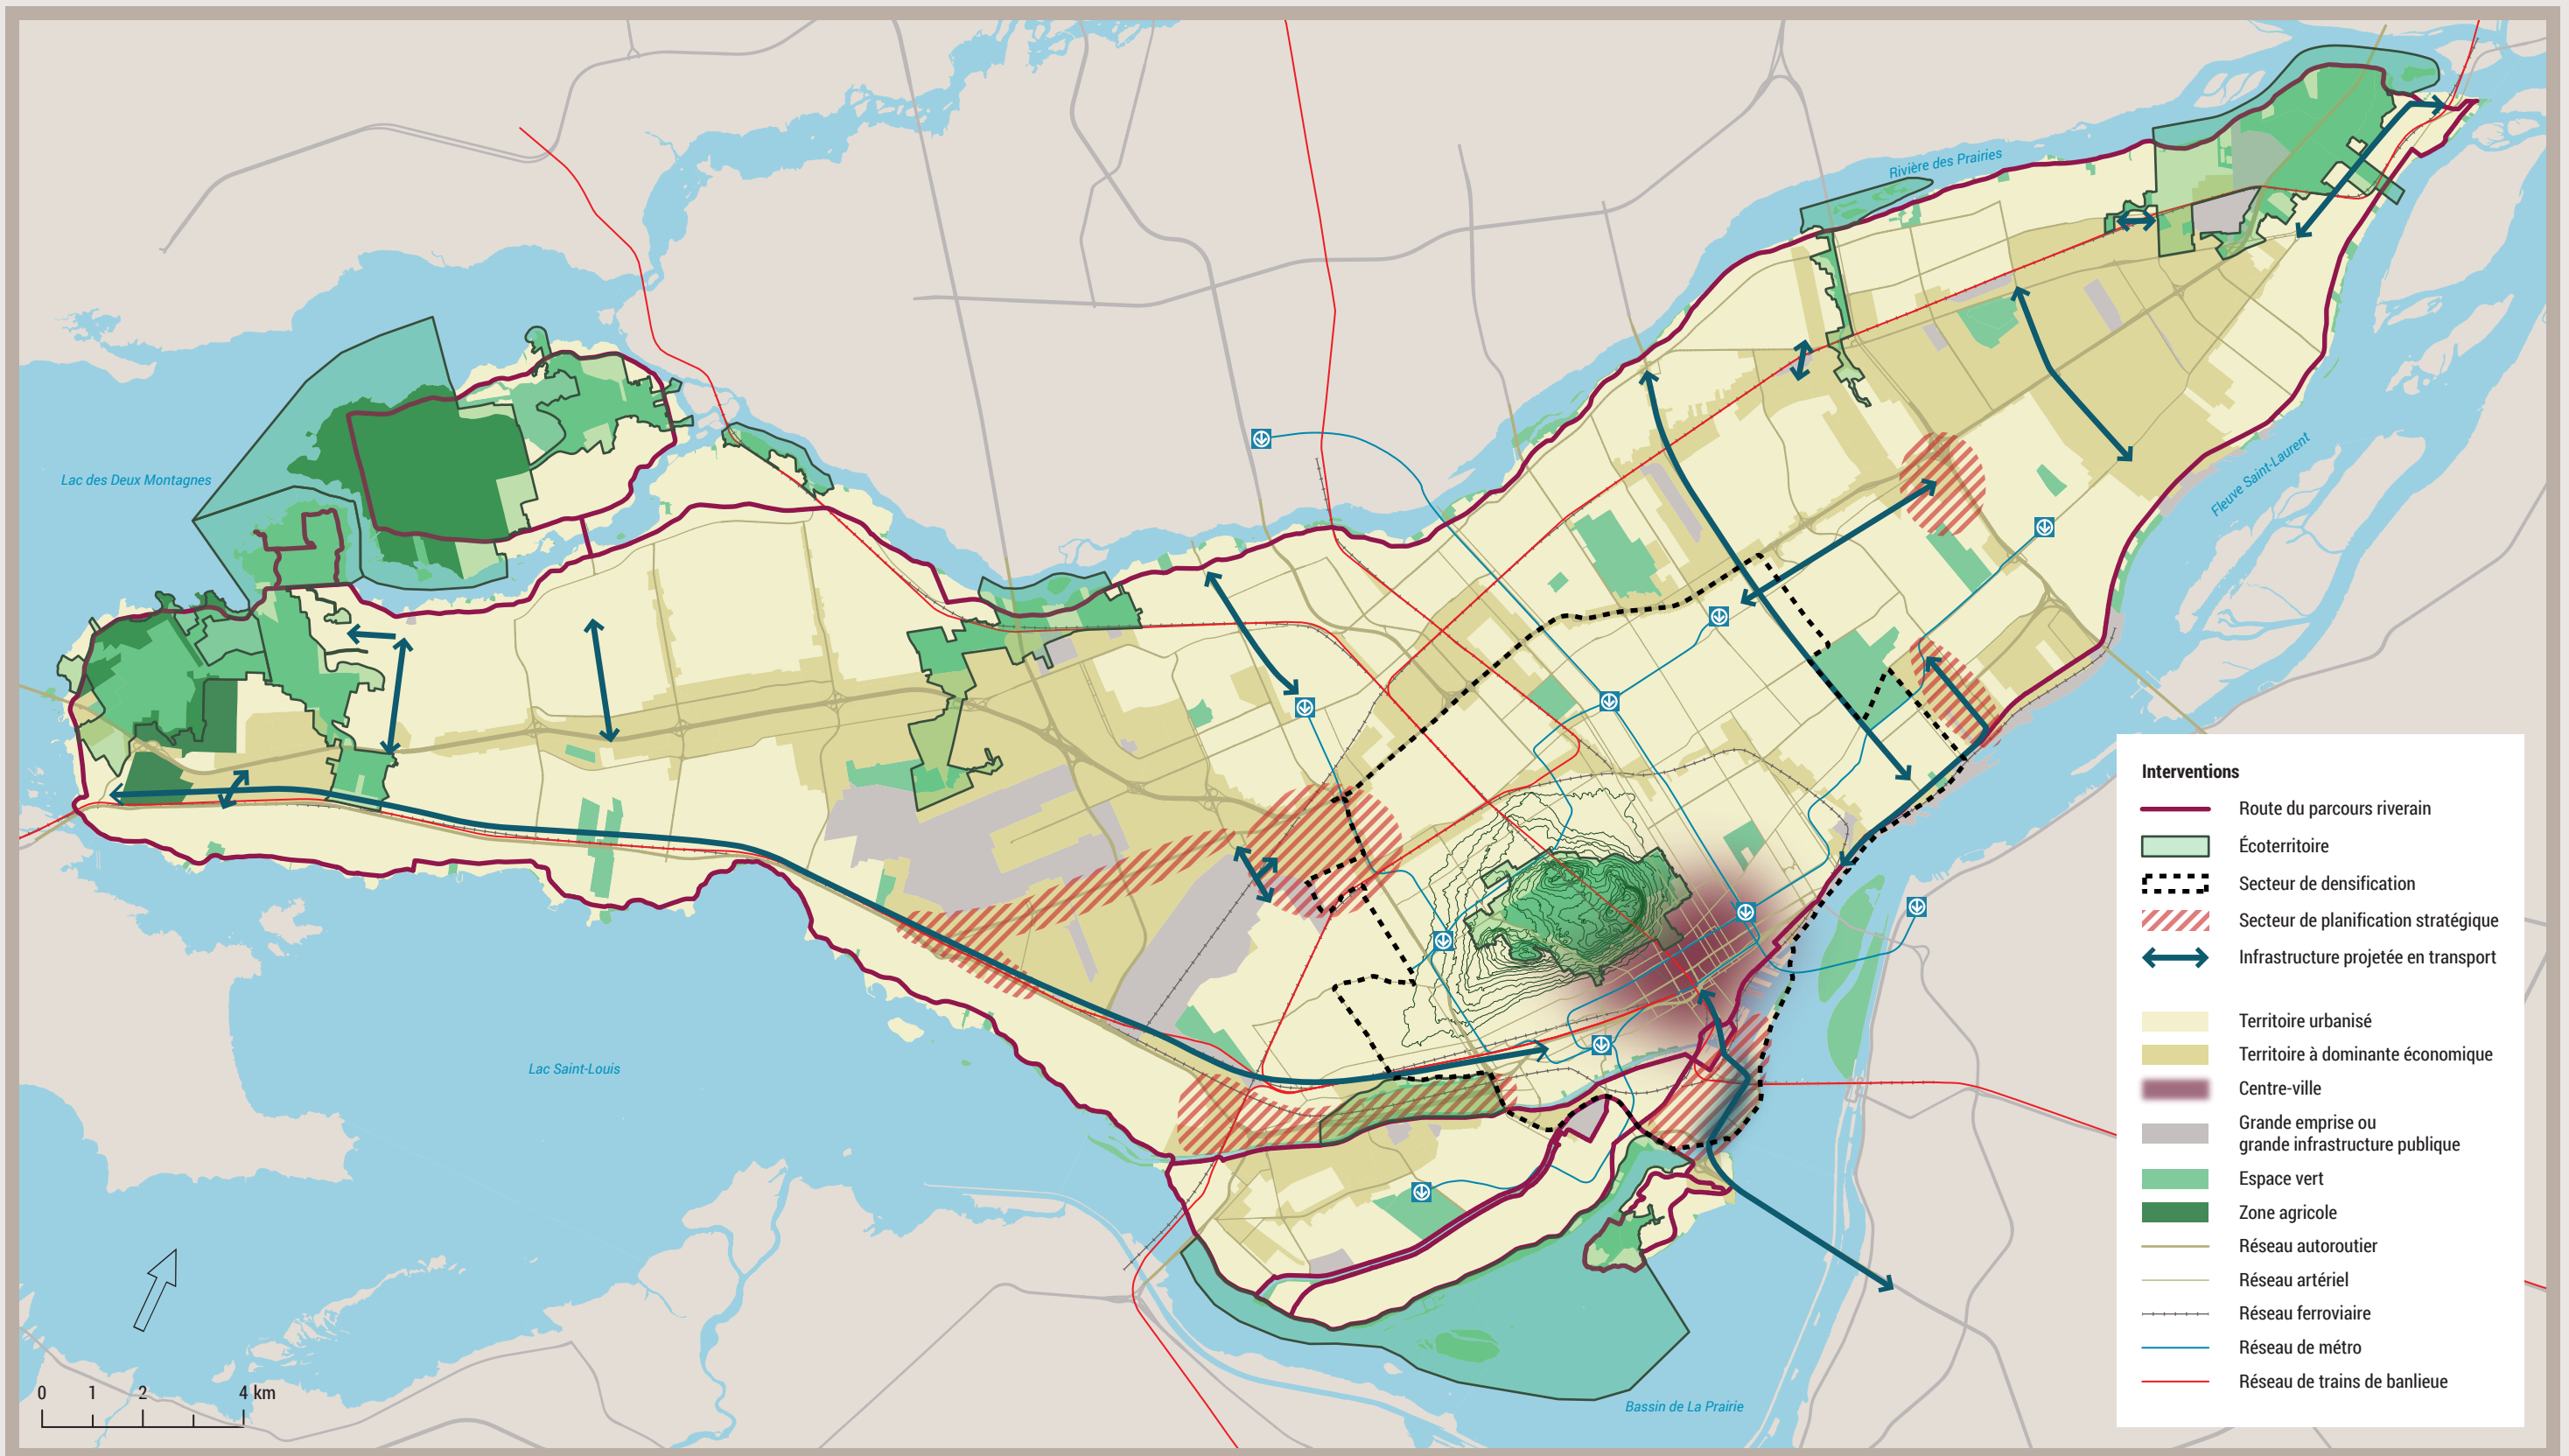 Rivière des Prairies
Lac des Deux Montagnes
Fleuve Saint-Laurent
Lac Saint-Louis
Bassin de La Prairie
0 1 2 4 km
Interventions
Route du parcours riverain
Écoterritoire
Secteur de densification
Secteur de planification stratégique
Infrastructure projetée en transport
Territoire urbanisé
Territoire à dominante économique
Centre-ville
Grande emprise ou
grande infrastructure publique
Espace vert
Zone agricole
Réseau autoroutier
Réseau artériel
Réseau ferroviaire
Réseau de métro
Réseau de trains de banlieue